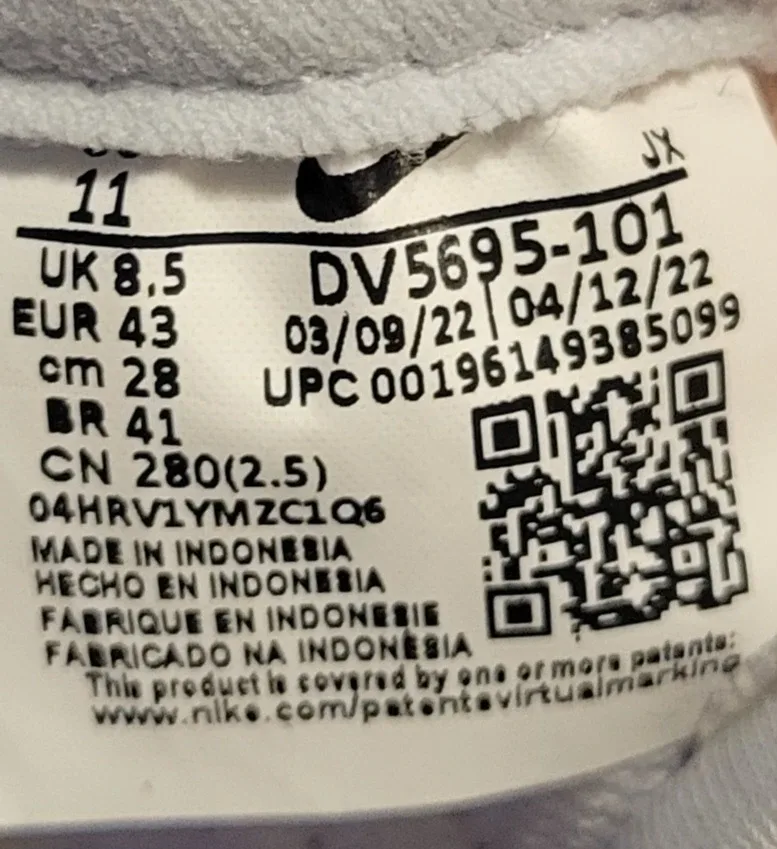 JX
11
UK 8.5
DV5695-101
EUR 43
03/09/22 | 04/12/22
cm 28
UPC 00196149385099
BR 41
CN 280(2.5)
04HRV1YMZC1Q6
MADE IN INDONESIA
HECHO EN INDONESIA
FABRIQUE EN INDONESIE
FABRICADO NA INDONÉSIA
This product is covered by one or more patents:
www.nike.com/patentsvirtualmarking